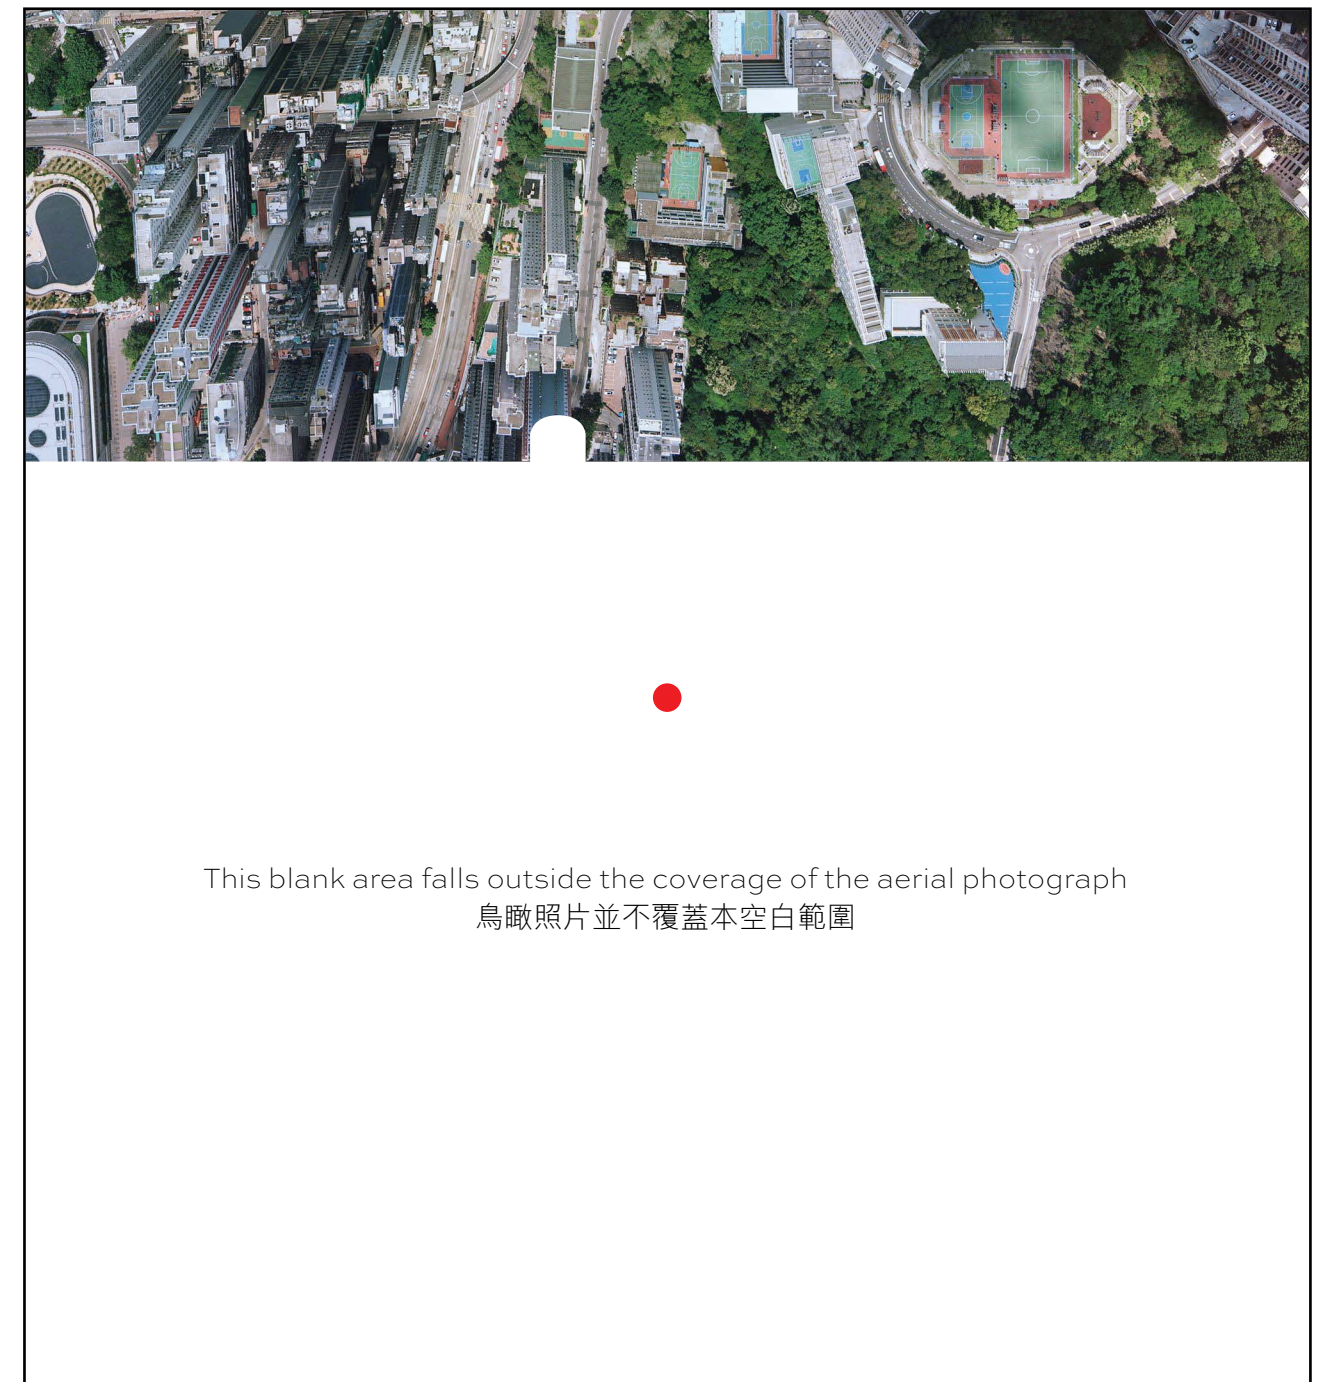 This blank area falls outside the coverage of the aerial photograph
鳥瞰照片並不覆蓋本空白範圍